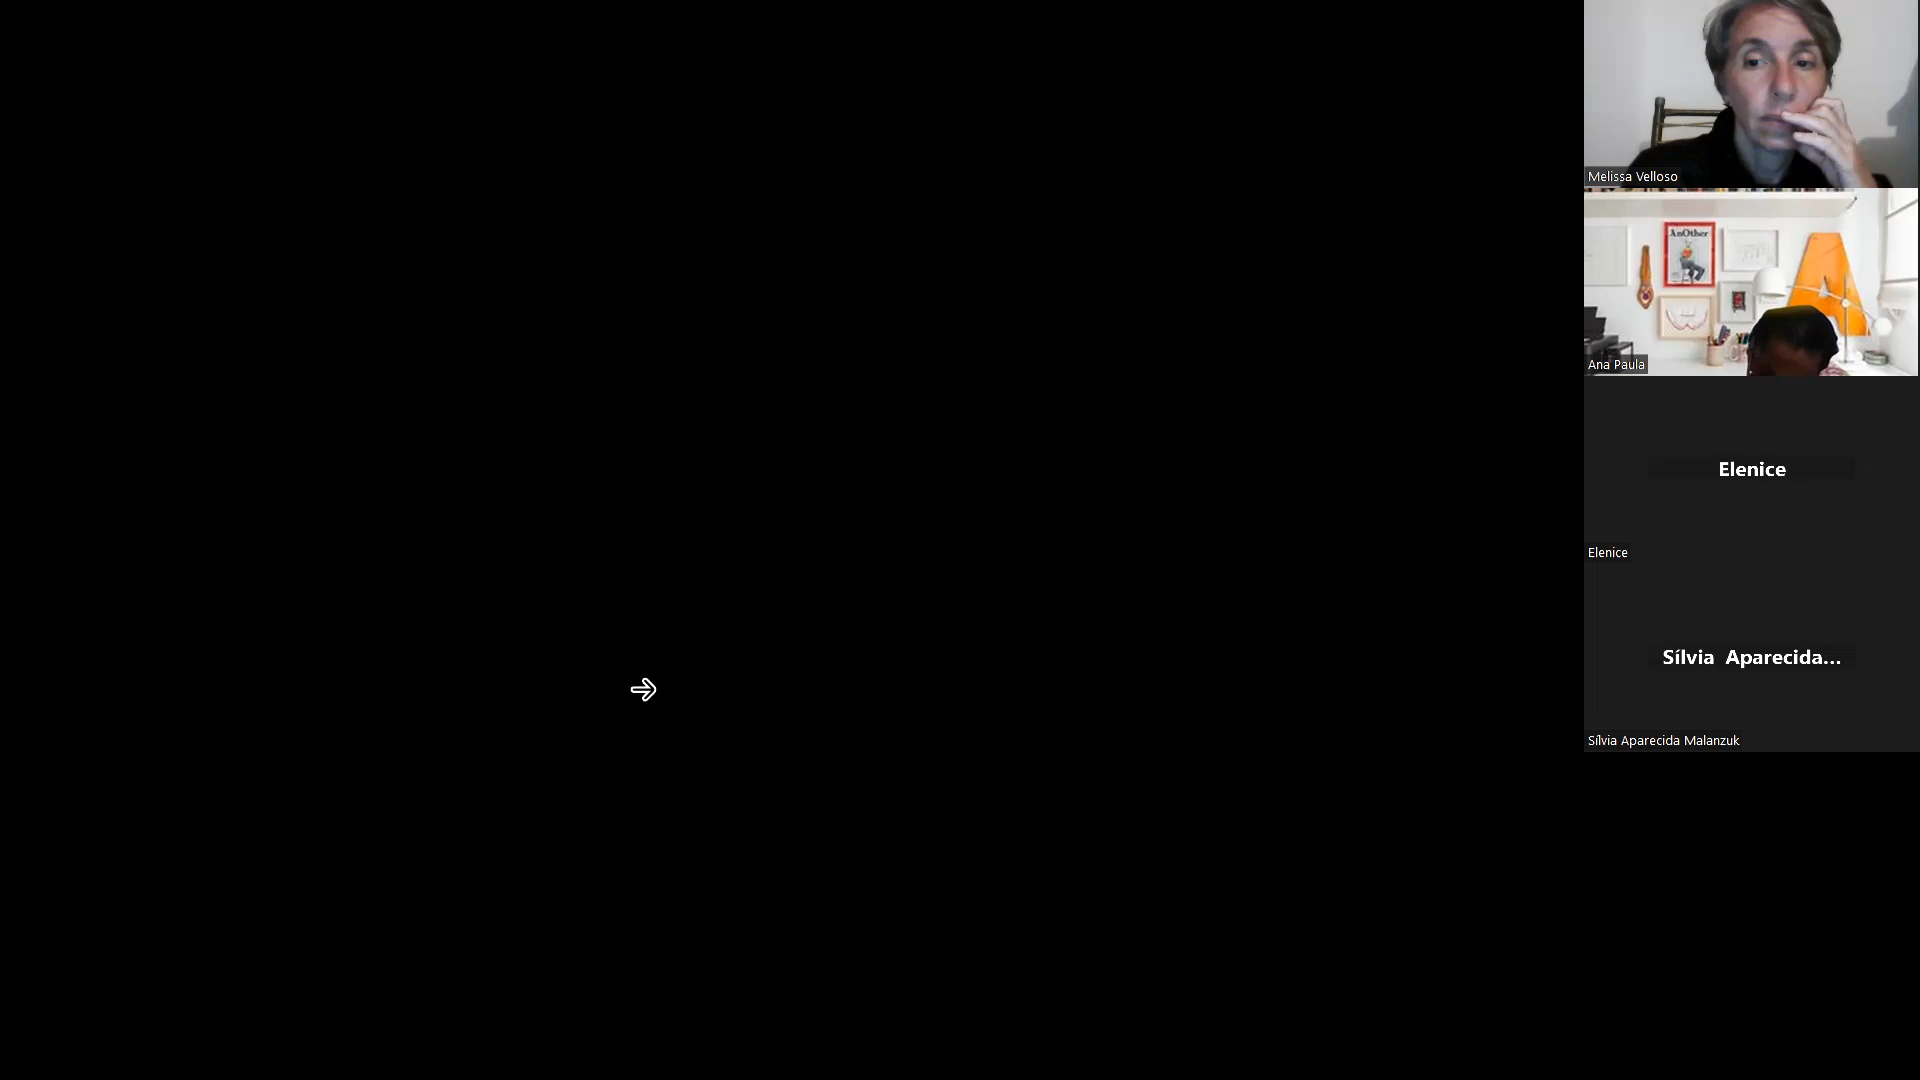 Melissa Velloso
AnOther
Ana Paula
Elenice
Elenice
Sílvia Aparecida...
Sílvia Aparecida Malanzuk